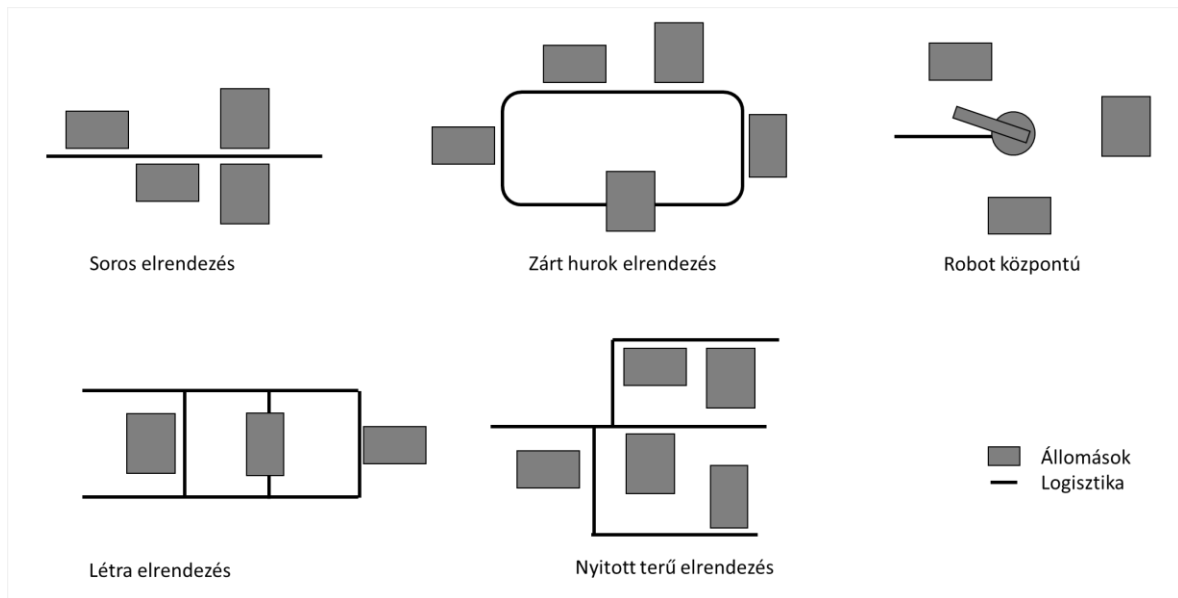 Soros elrendezés
Zárt hurok elrendezés
Robot központú
Létra elrendezés
Nyitott terű elrendezés
Állomások
Logisztika